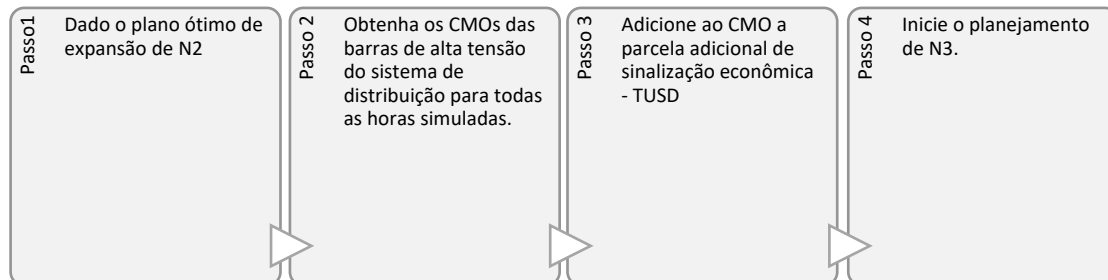 Passo1
Dado o plano ótimo de
expansão de N2
Passo 2
Obtenha os CMOs das
barras de alta tensão
do sistema de
distribuição para todas
as horas simuladas.
Passo 3
Adicione ao CMO a
parcela adicional de
sinalização econômica
- TUSD
Passo 4
Inicie o planejamento
de N3.